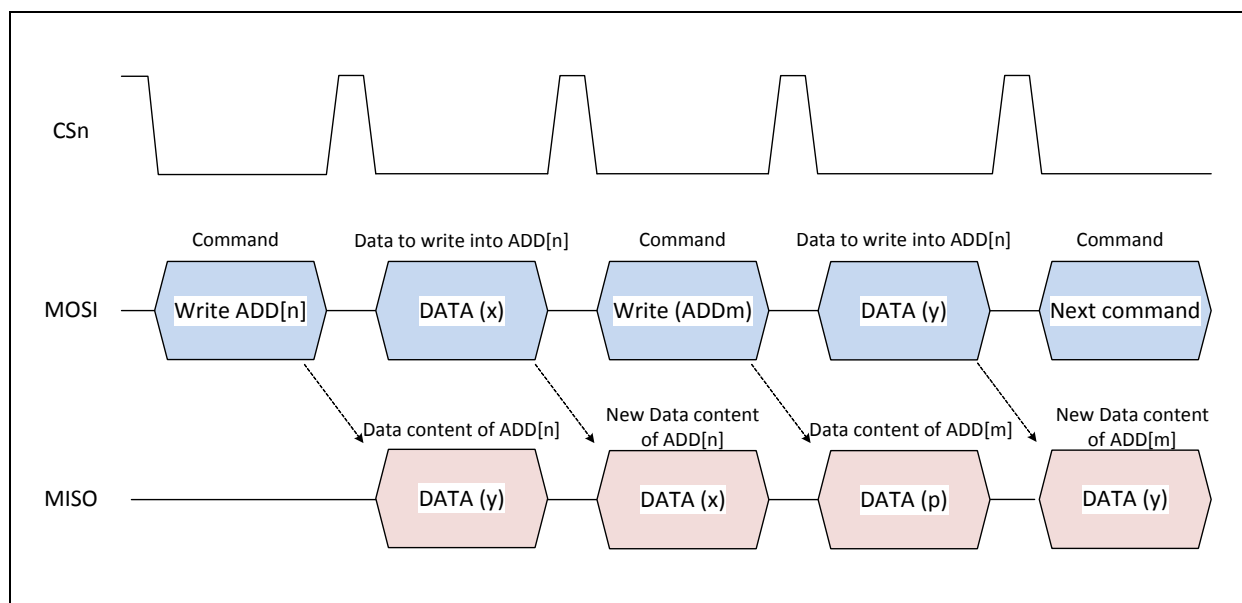 CSn
Command
Data to write into ADD[n]
Command
Data to write into ADD[n]
Command
MOSI
Write ADD[n]
DATA (x)
Write (ADDm)
DATA (y)
Next command
Data content of ADD[n]
New Data content
of ADD[n]
Data content of ADD[m]
New Data content
of ADD[m]
MISO
DATA (y)
DATA (x)
DATA (p)
DATA (y)